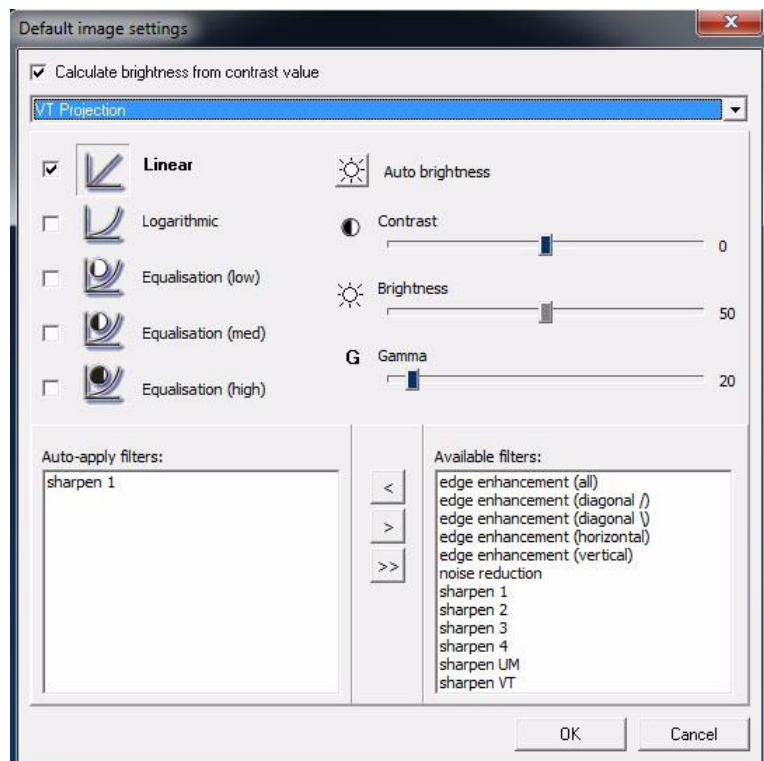 Default image settings
Calculate brightness from contrast value
VT Projection
Linear
Logarithmic
Equalisation (low)
Equalisation (med)
Equalisation (high)
Auto brightness
Contrast
0
Brightness
50
G Gamma
20
Auto-apply filters:
sharpen 1
<
>
>>
Available filters:
edge enhancement (all)
edge enhancement (diagonal /)
edge enhancement (diagonal \)
edge enhancement (horizontal)
edge enhancement (vertical)
noise reduction
sharpen 1
sharpen 2
sharpen 3
sharpen 4
sharpen UM
sharpen VT
OK
Cancel